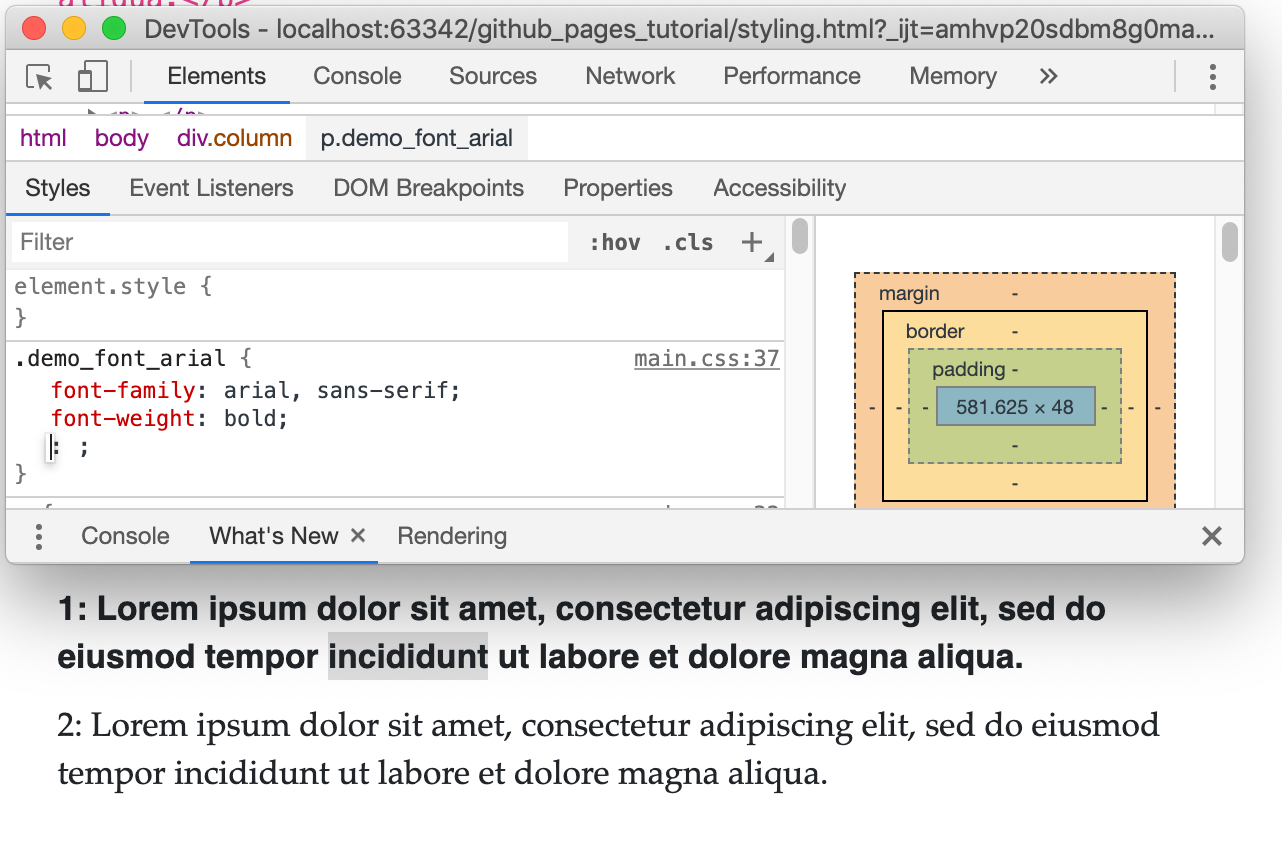 aliqua.</p>
DevTools - localhost:63342/github_pages_tutorial/styling.html?_ijt=amhvp20sdbm8g0ma...
Elements Console Sources Network Performance Memory »
html body div.column p.demo_font_arial
Styles Event Listeners DOM Breakpoints Properties Accessibility
Filter :hov .cls +
element.style {
}
.demo_font_arial { main.css:37
font-family: arial, sans-serif;
font-weight: bold;
: ;
}
margin -
border -
padding -
- - - 581.625 × 48 - - -
-
-
Console What's New × Rendering ×
1: Lorem ipsum dolor sit amet, consectetur adipiscing elit, sed do
eiusmod tempor incididunt ut labore et dolore magna aliqua.
2: Lorem ipsum dolor sit amet, consectetur adipiscing elit, sed do eiusmod
tempor incididunt ut labore et dolore magna aliqua.